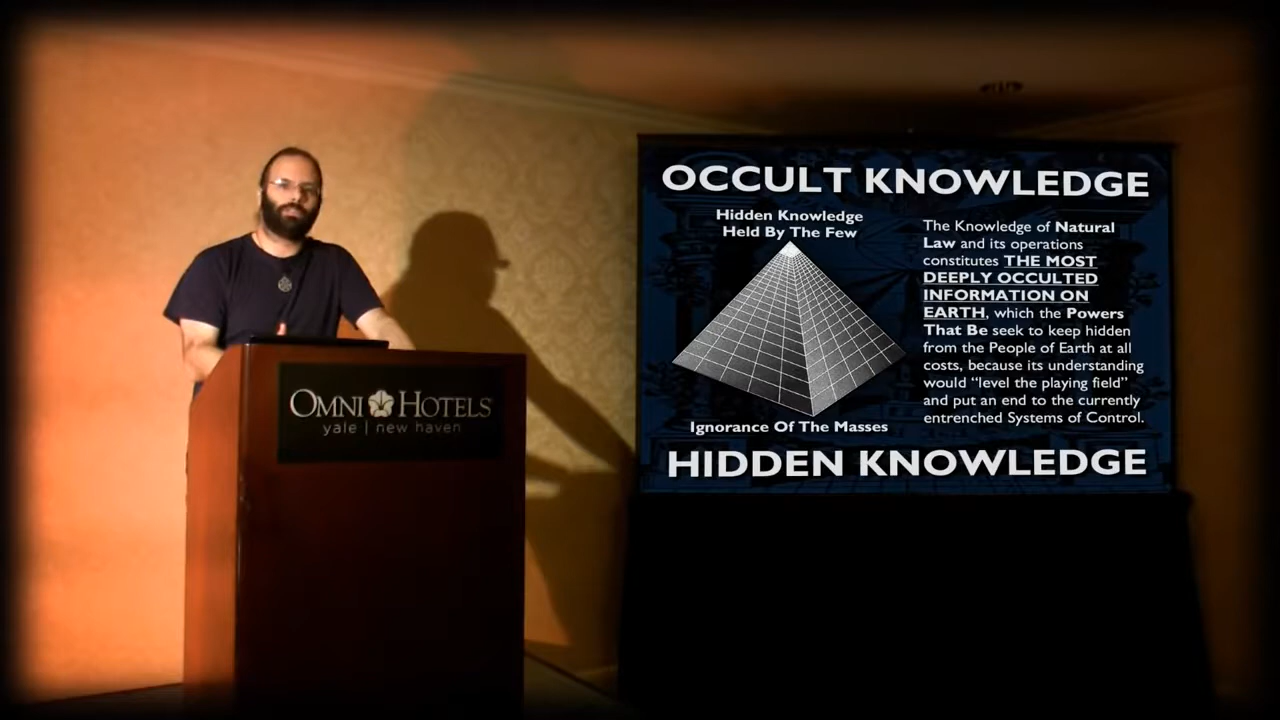 OCCULT KNOWLEDGE
Hidden Knowledge
Held By The Few
The Knowledge of Natural
Law and its operations
constitutes THE MOST
DEEPLY OCCULTED
INFORMATION ON
EARTH, which the Powers
That Be seek to keep hidden
from the People of Earth at all
costs, because its understanding
would “level the playing field”
and put an end to the currently
entrenched Systems of Control.
Ignorance Of The Masses
HIDDEN KNOWLEDGE
OMNI HOTELS
yale | new haven